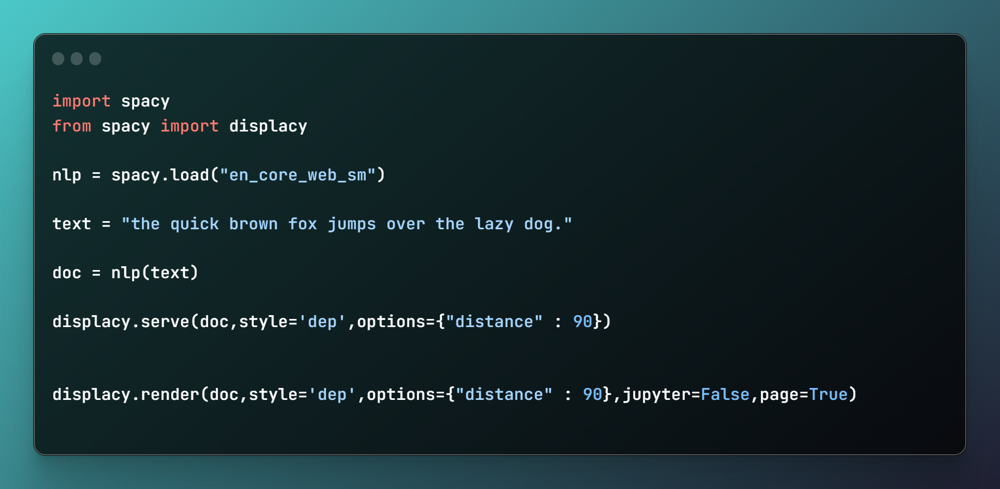 import spacy
from spacy import displacy
nlp = spacy.load("en_core_web_sm")
text = "the quick brown fox jumps over the lazy dog."
doc = nlp(text)
displacy.serve(doc,style='dep',options={"distance" : 90})
displacy.render(doc,style='dep',options={"distance" : 90},jupyter=False,page=True)